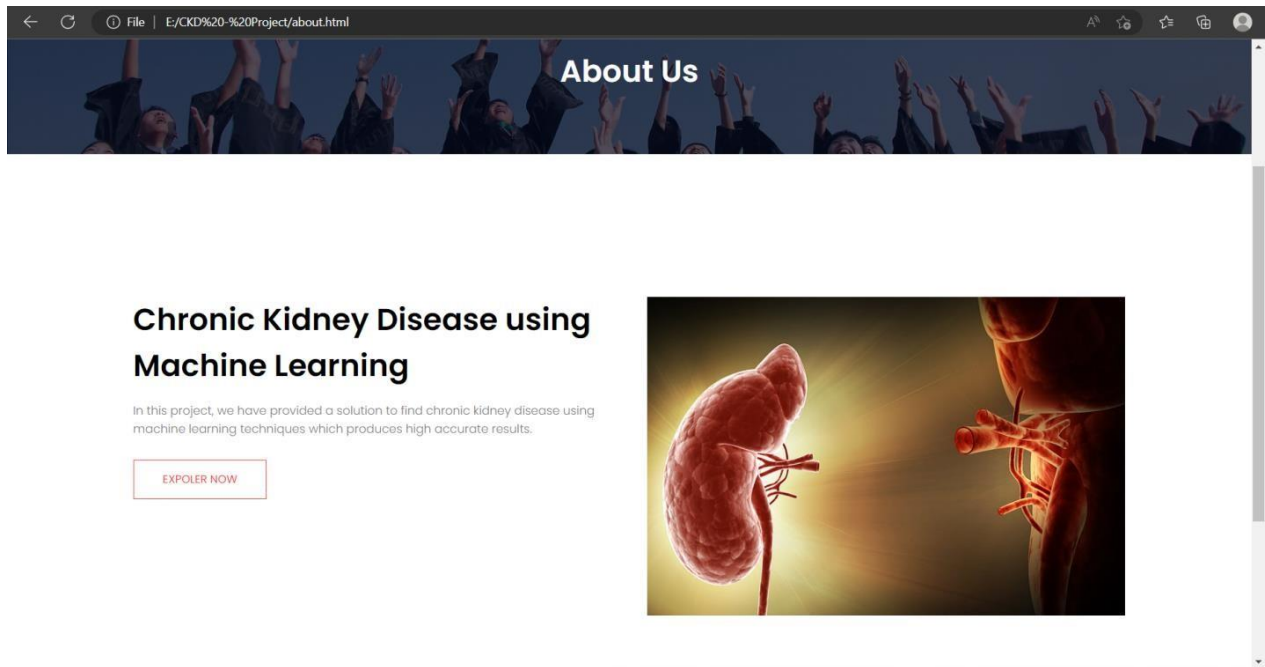 File | E:/CKD%20-%20Project/about.html
About Us
Chronic Kidney Disease using
Machine Learning
In this project, we have provided a solution to find chronic kidney disease using
machine learning techniques which produces high accurate results.
EXPOLER NOW